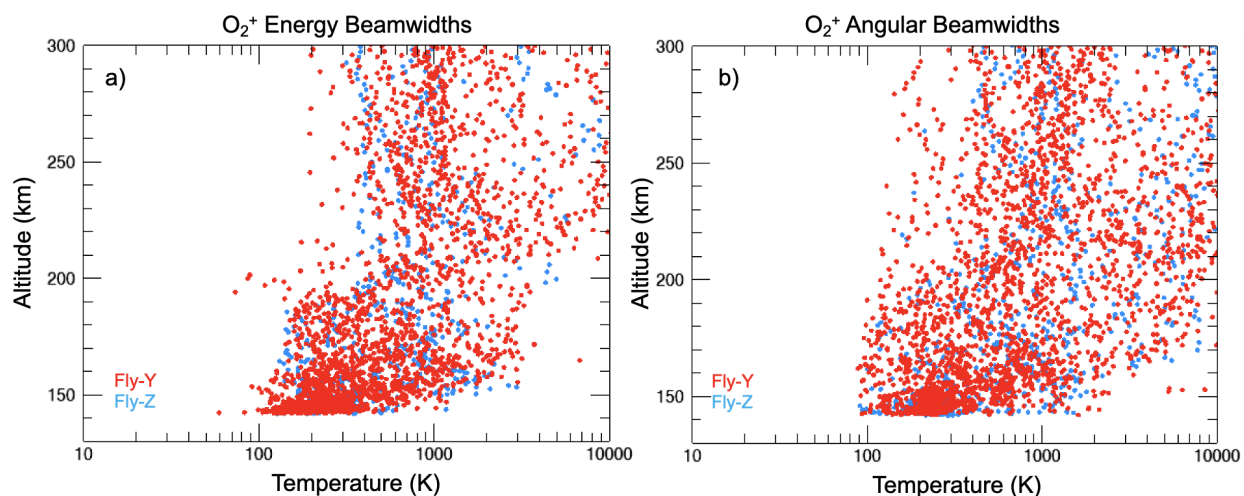 O₂⁺ Energy Beamwidths
a)
300
250
200
150
Altitude (km)
Fly-Y
Fly-Z
10
100
1000
10000
Temperature (K)
O₂⁺ Angular Beamwidths
b)
300
250
200
150
Altitude (km)
Fly-Y
Fly-Z
10
100
1000
10000
Temperature (K)